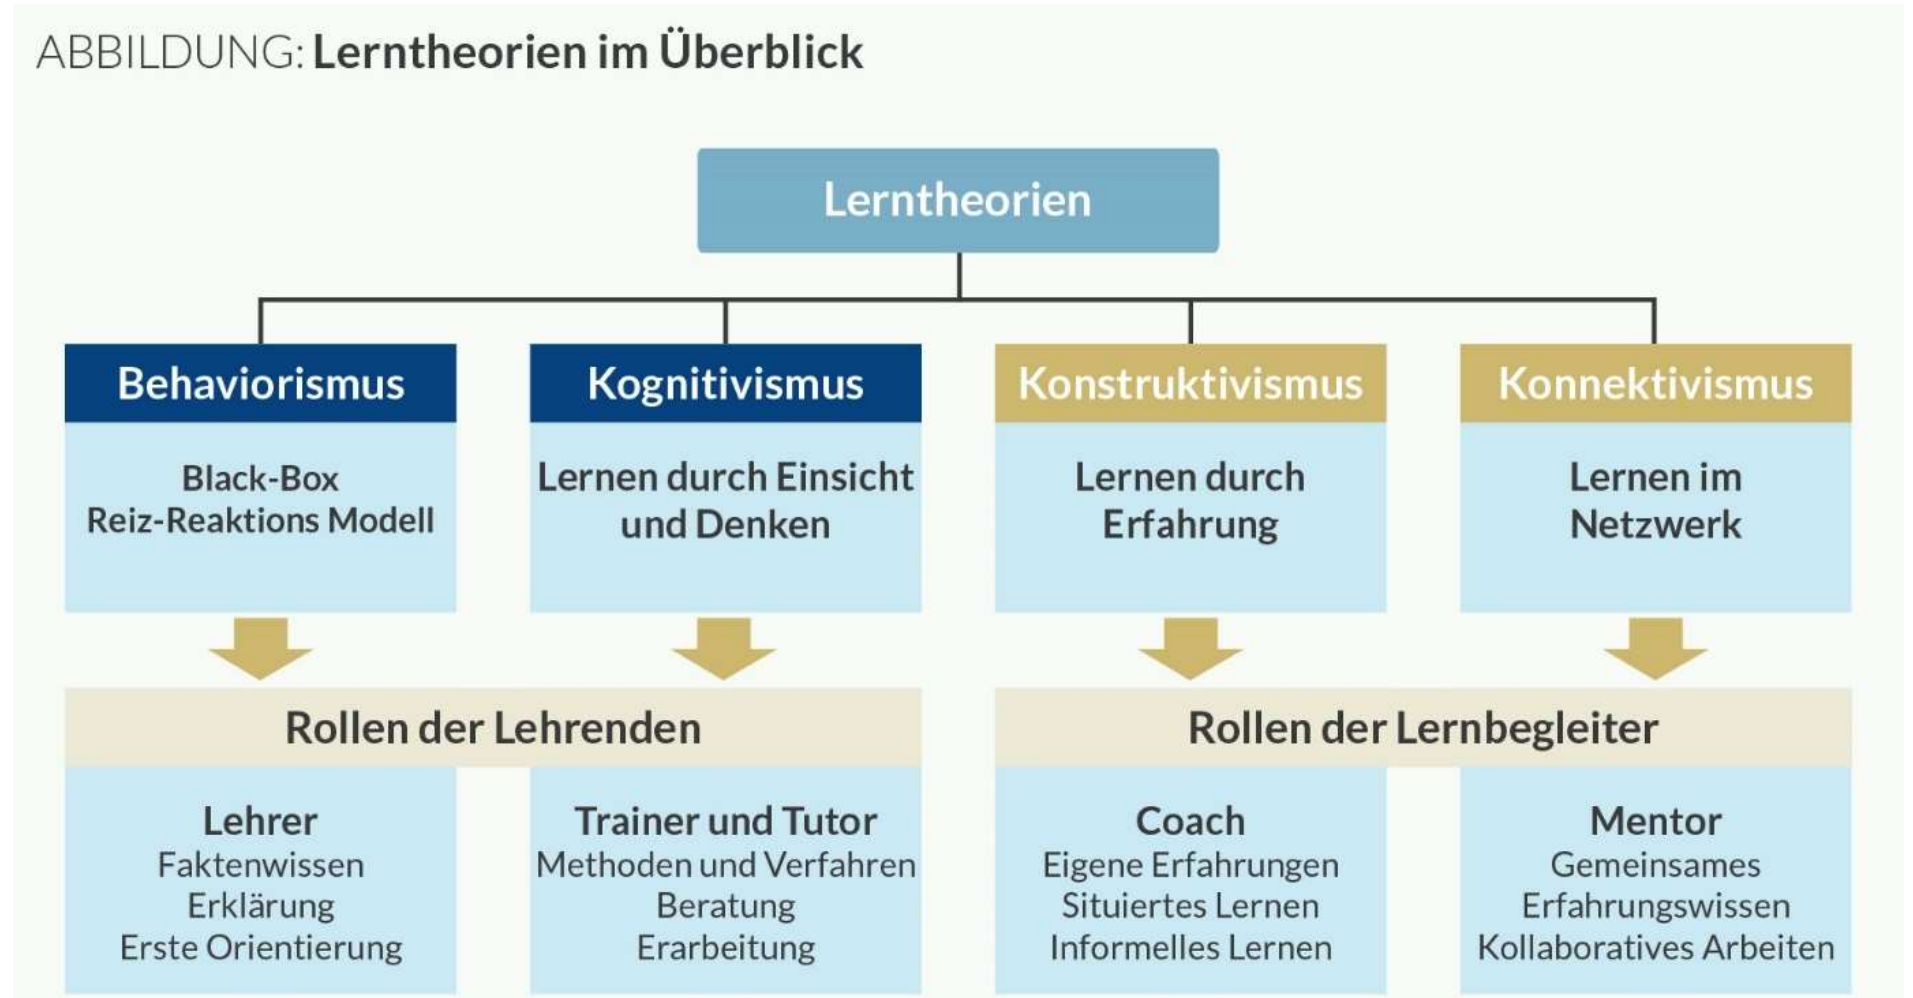 ABBILDUNG: Lerntheorien im Überblick
Lerntheorien
Behaviorismus
Black-Box
Reiz-Reaktions Modell
Kognitivismus
Lernen durch Einsicht
und Denken
Konstruktivismus
Lernen durch
Erfahrung
Konnektivismus
Lernen im
Netzwerk
Rollen der Lehrenden
Lehrer
Faktenwissen
Erklärung
Erste Orientierung
Trainer und Tutor
Methoden und Verfahren
Beratung
Erarbeitung
Rollen der Lernbegleiter
Coach
Eigene Erfahrungen
Situiertes Lernen
Informelles Lernen
Mentor
Gemeinsames
Erfahrungswissen
Kollaboratives Arbeiten